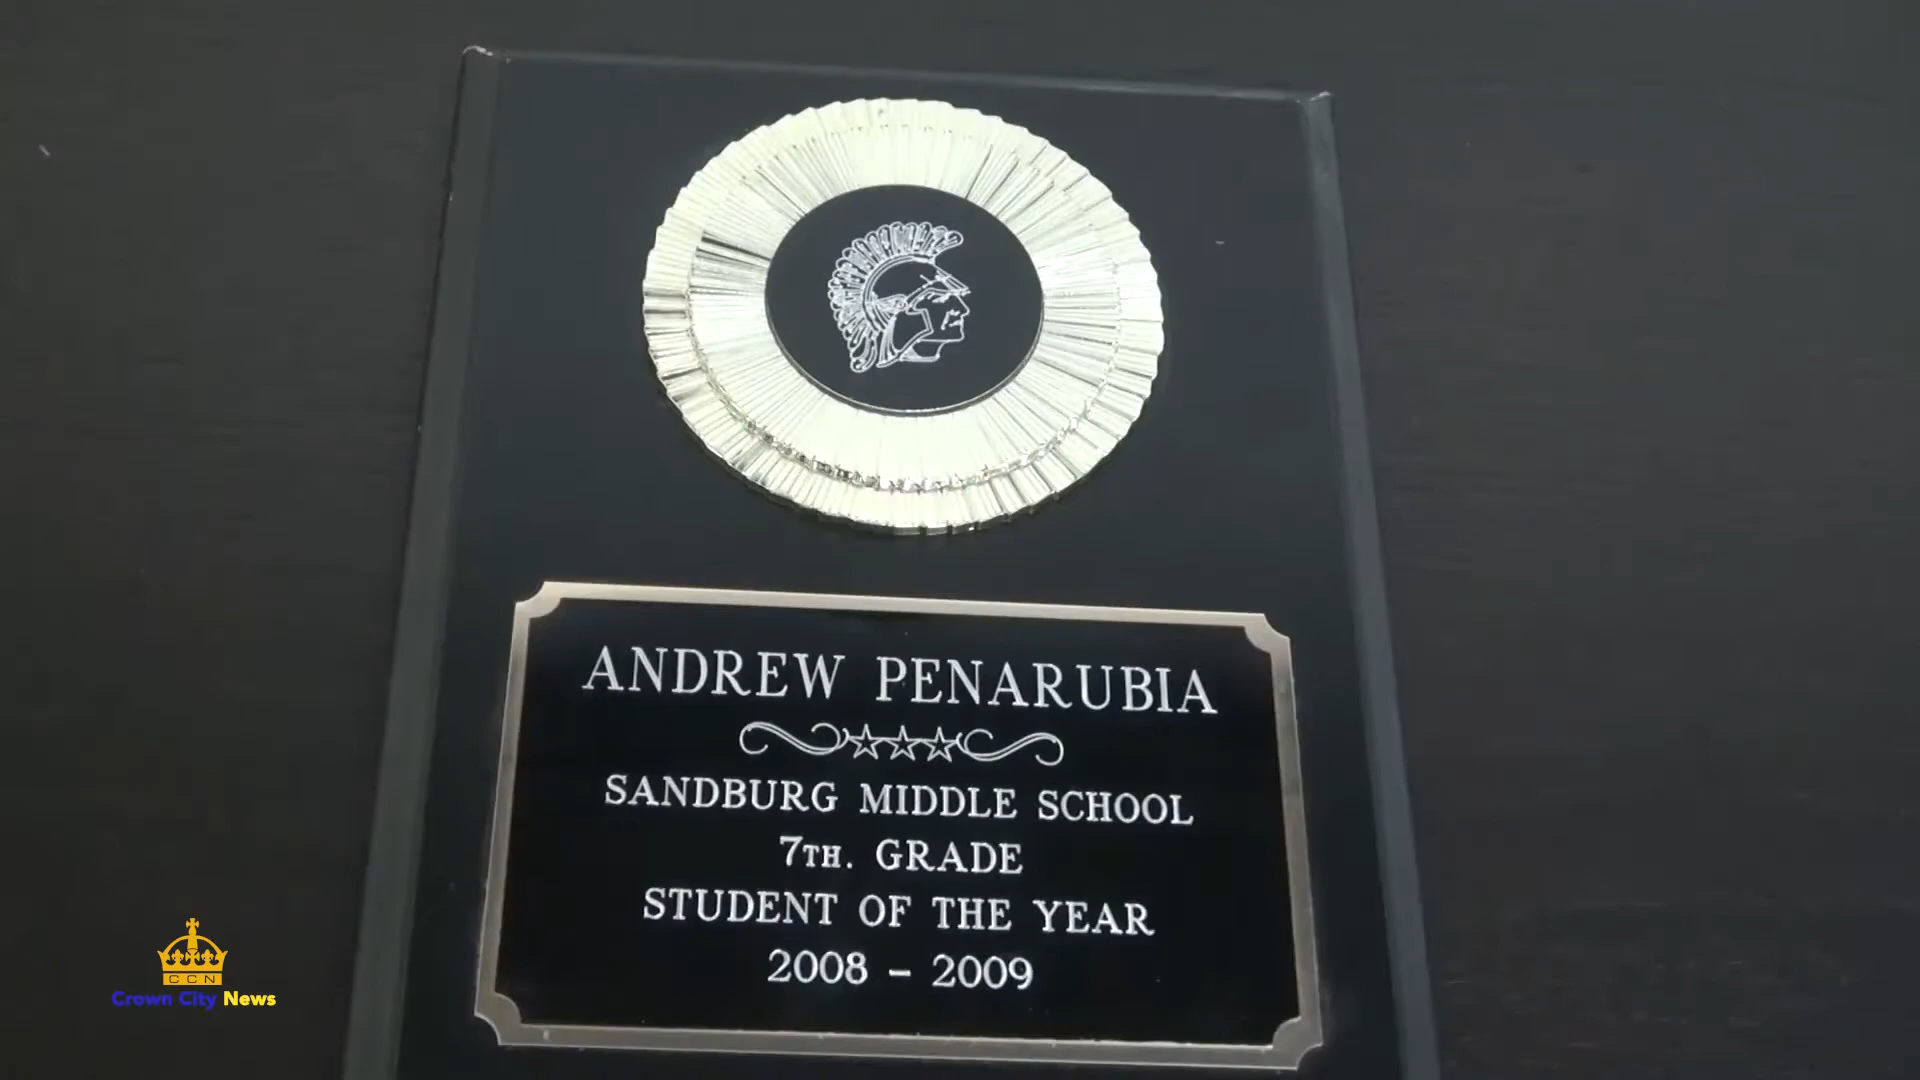 ANDREW PENARUBIA
SANDBURG MIDDLE SCHOOL
7TH. GRADE
STUDENT OF THE YEAR
2008 - 2009
CCN
Crown City News